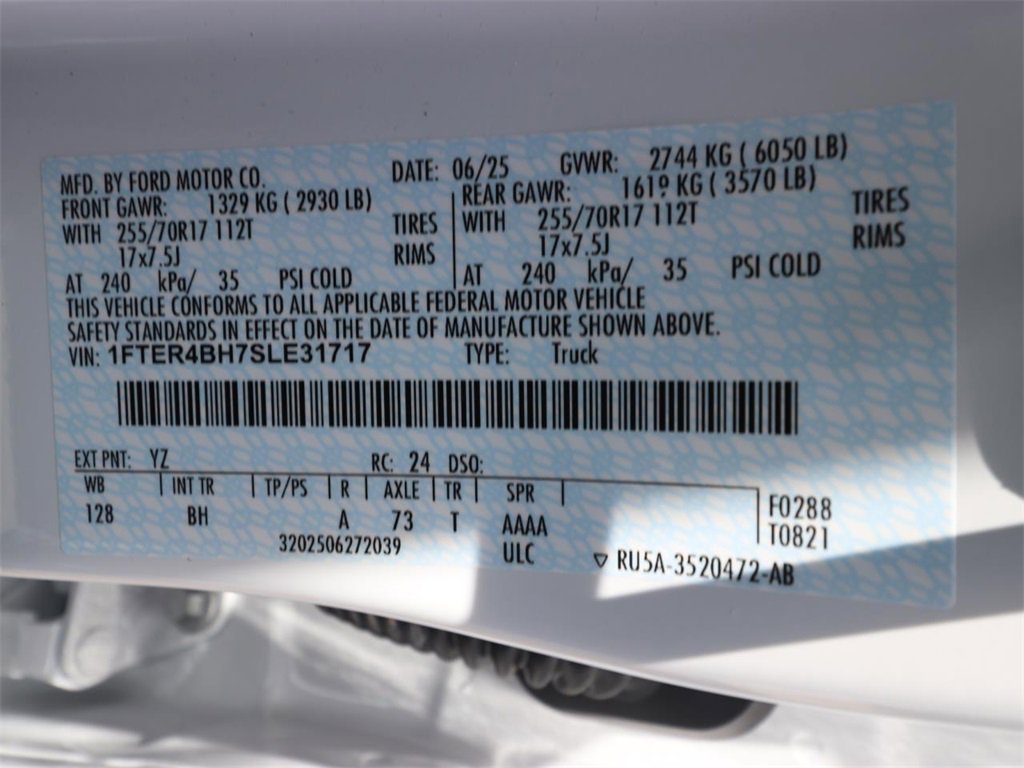 MFD. BY FORD MOTOR CO. DATE: 06/25 GVWR: 2744 KG ( 6050 LB)
FRONT GAWR: 1329 KG ( 2930 LB) REAR GAWR: 1619 KG ( 3570 LB)
WITH 255/70R17 112T TIRES WITH 255/70R17 112T TIRES
17x7.5J RIMS 17x7.5J RIMS
AT 240 kPa/ 35 PSI COLD AT 240 kPa/ 35 PSI COLD
THIS VEHICLE CONFORMS TO ALL APPLICABLE FEDERAL MOTOR VEHICLE
SAFETY STANDARDS IN EFFECT ON THE DATE OF MANUFACTURE SHOWN ABOVE.
VIN: 1FTER4BH7SLE31717 TYPE: Truck
EXT PNT: YZ RC: 24 DSO:
WB INT TR TP/PS R AXLE TR SPR F0288
128 BH A 73 T AAAA T0821
3202506272039 ULC RU5A-3520472-AB